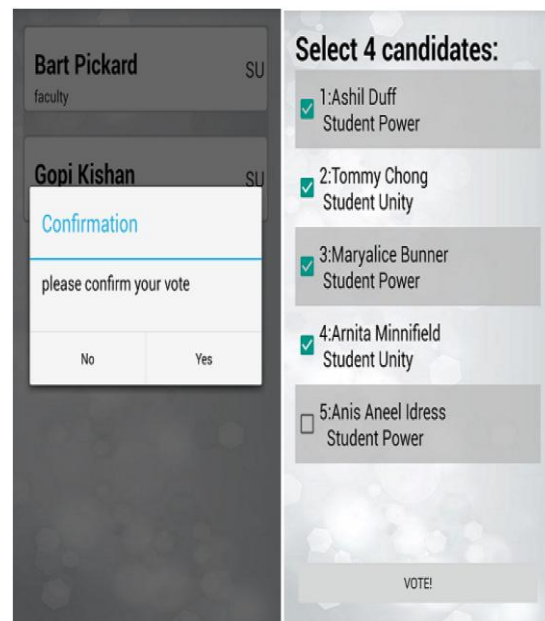 Bart Pickard SU
faculty
Gopi Kishan SU
Confirmation
please confirm your vote
No Yes
Select 4 candidates:
1:Ashil Duff
Student Power
2:Tommy Chong
Student Unity
3:Maryalice Bunner
Student Power
4:Arnita Minnifield
Student Unity
5:Anis Aneel Idress
Student Power
VOTE!